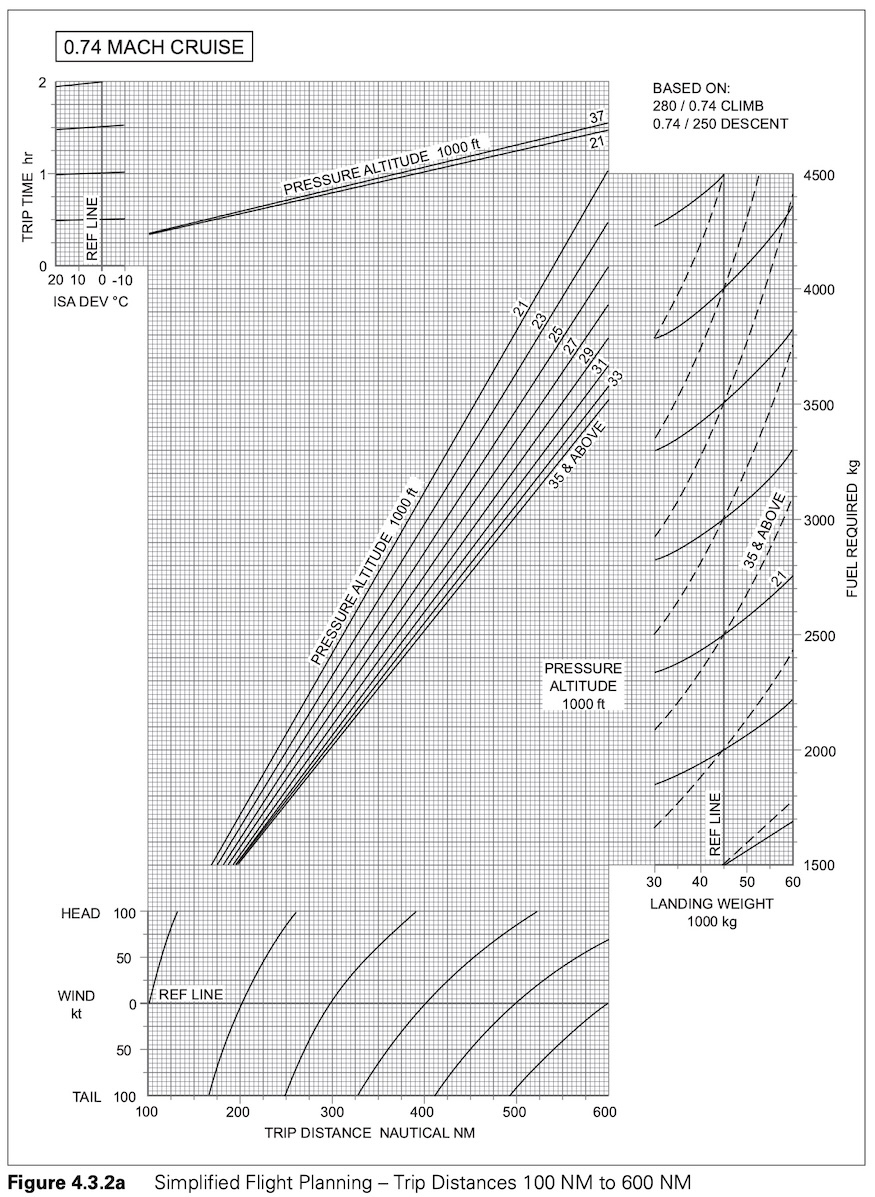 0.74 MACH CRUISE
BASED ON:
280 / 0.74 CLIMB
0.74 / 250 DESCENT
2
1
0
TRIP TIME hr
REF LINE
20 10 0 -10
ISA DEV °C
PRESSURE ALTITUDE 1000 ft
37
21
21
23
25
27
29
31
33
35 & ABOVE
PRESSURE ALTITUDE 1000 ft
4500
4000
3500
3000
2500
2000
1500
FUEL REQUIRED kg
35 & ABOVE
21
PRESSURE
ALTITUDE
1000 ft
REF LINE
30 40 50 60
LANDING WEIGHT
1000 kg
HEAD 100
50
WIND 0
kt
50
TAIL 100
REF LINE
100 200 300 400 500 600
TRIP DISTANCE NAUTICAL NM
Figure 4.3.2a Simplified Flight Planning – Trip Distances 100 NM to 600 NM